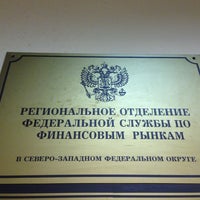 РЕГИОНАЛЬНОЕ ОТДЕЛЕНИЕ
ФЕДЕРАЛЬНОЙ СЛУЖБЫ ПО
ФИНАНСОВЫМ РЫНКАМ
В СЕВЕРО-ЗАПАДНОМ ФЕДЕРАЛЬНОМ ОКРУГЕ